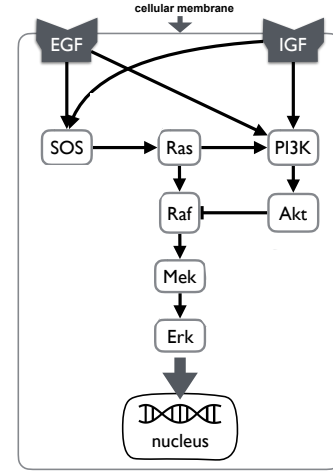 cellular membrane
EGF
IGF
SOS
Ras
PI3K
Raf
Akt
Mek
Erk
nucleus